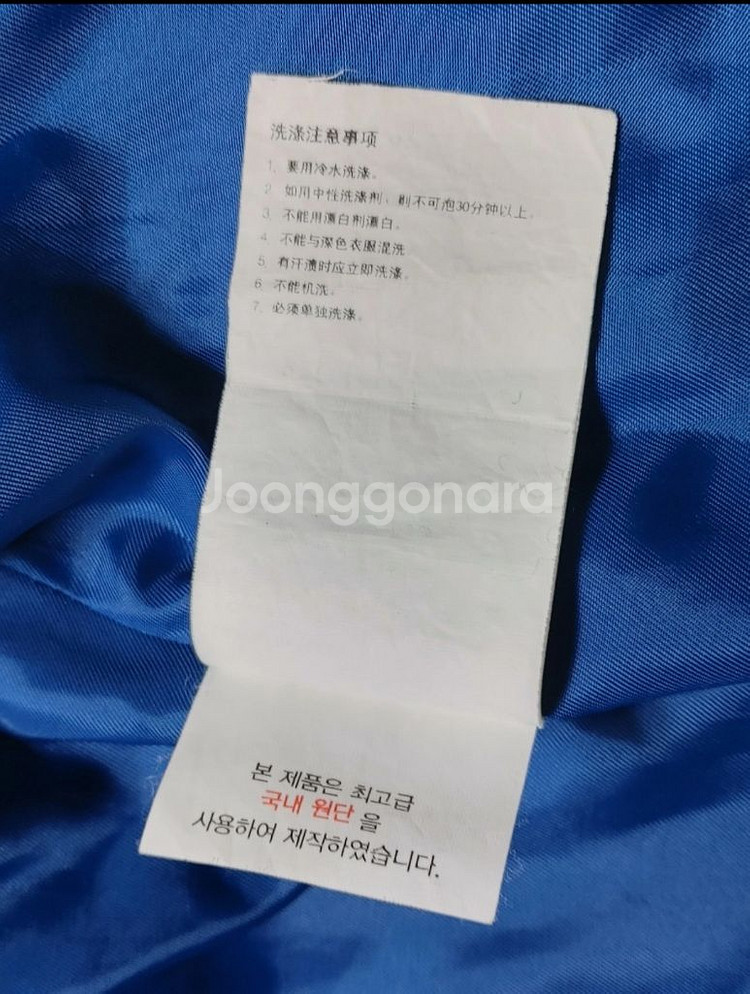 洗涤注意事项
1. 要用冷水洗涤。
2. 如用中性洗涤剂，则不可泡30分钟以上。
3. 不能用漂白剂漂白。
4. 不能与深色衣服混洗
5. 有汗渍时应立即洗涤。
6. 不能机洗。
7. 必须单独洗涤。
Joonggonara
본 제품은 최고급
국내 원단 을
사용하여 제작하였습니다.